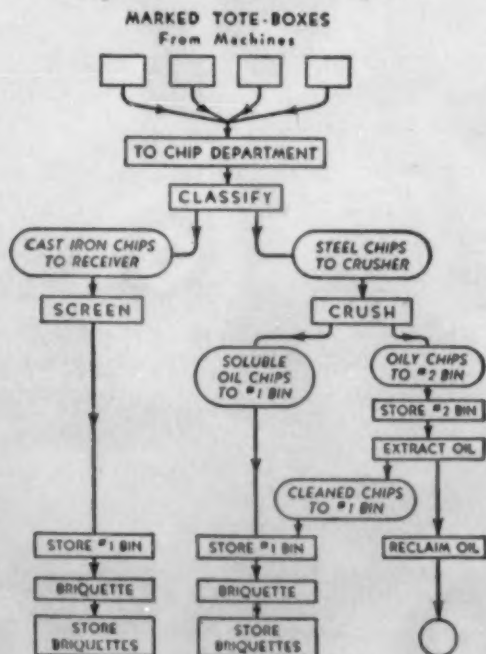 MARKED TOTE-BOXES
From Machines
TO CHIP DEPARTMENT
CLASSIFY
CAST IRON CHIPS
TO RECEIVER
STEEL CHIPS
TO CRUSHER
SCREEN
CRUSH
SOLUBLE
OIL CHIPS
TO #1 BIN
OILY CHIPS
TO #2 BIN
STORE #2 BIN
EXTRACT OIL
CLEANED CHIPS
TO #1 BIN
STORE #1 BIN
STORE #1 BIN
RECLAIM OIL
BRIQUETTE
BRIQUETTE
STORE
BRIQUETTES
STORE
BRIQUETTES